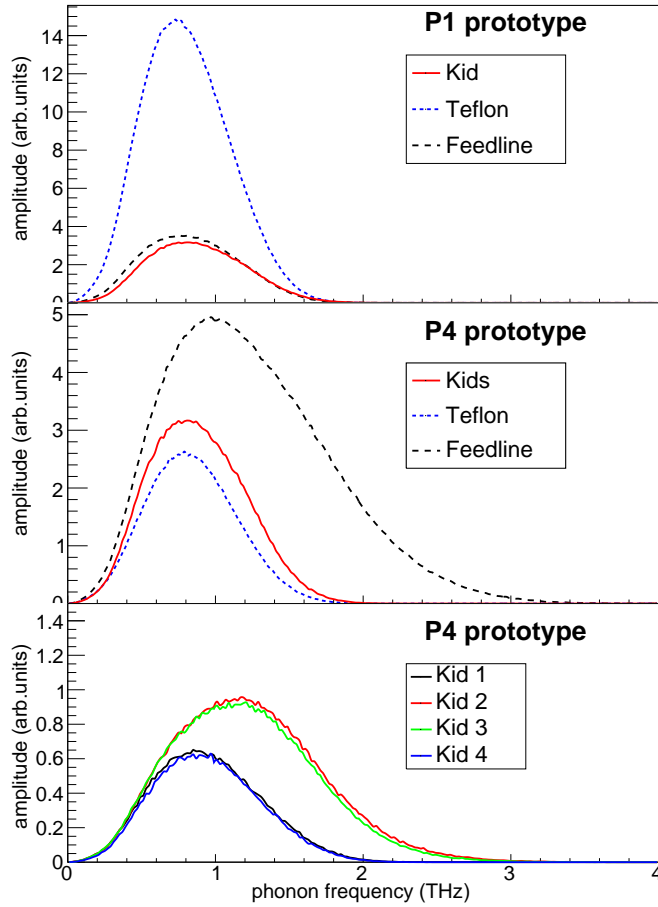 P1 prototype
Kid
Teflon
Feedline
amplitude (arb.units)
14
12
10
8
6
4
2
0
P4 prototype
Kids
Teflon
Feedline
amplitude (arb.units)
5
4
3
2
1
0
P4 prototype
Kid 1
Kid 2
Kid 3
Kid 4
amplitude (arb.units)
1.4
1.2
1
0.8
0.6
0.4
0.2
0
0 1 2 3 4
phonon frequency (THz)